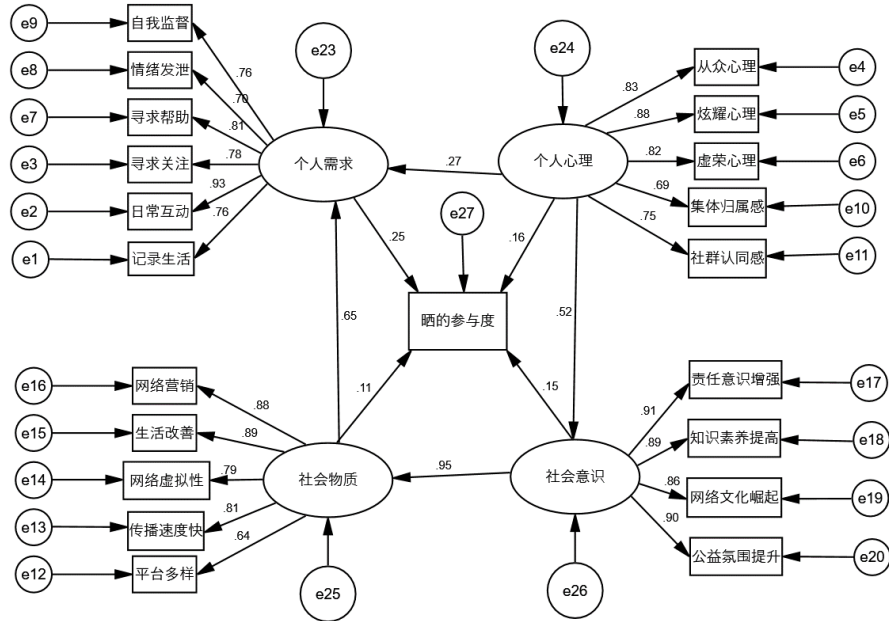 e9
自我监督
e8
情绪发泄
e7
寻求帮助
e3
寻求关注
e2
日常互动
e1
记录生活
.76
.70
.81
.78
.93
.76
e23
个人需求
e24
个人心理
.27
.83
.88
.82
.69
.75
从众心理
e4
炫耀心理
e5
虚荣心理
e6
集体归属感
e10
社群认同感
e11
e27
.25
.16
晒的参与度
.65
.52
.11
.15
e16
网络营销
e15
生活改善
e14
网络虚拟性
e13
传播速度快
e12
平台多样
.88
.89
.79
.81
.64
社会物质
e25
.95
社会意识
e26
.91
.89
.86
.90
责任意识增强
e17
知识素养提高
e18
网络文化崛起
e19
公益氛围提升
e20